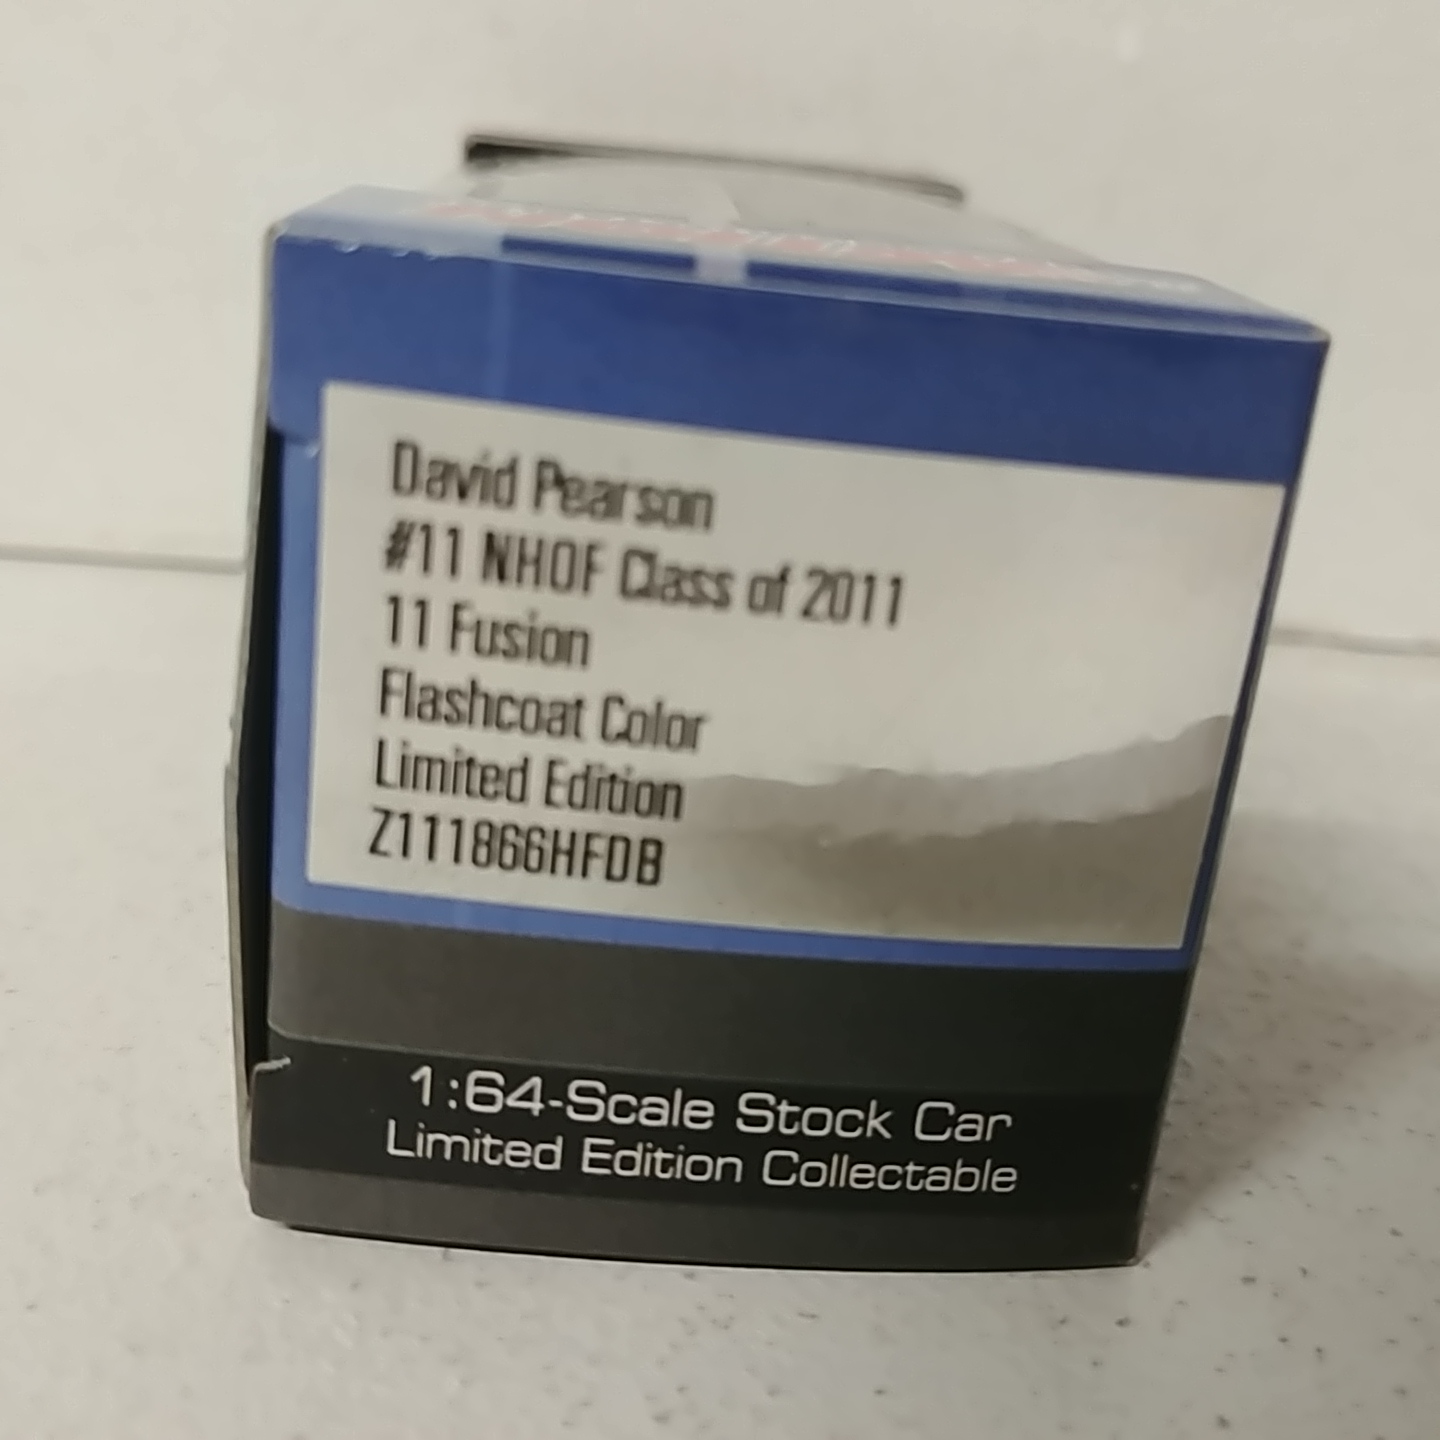 David Pearson
#11 NHOF Class of 2011
11 Fusion
Flashcoat Color
Limited Edition
Z111866HFDB
1:64-Scale Stock Car
Limited Edition Collectable